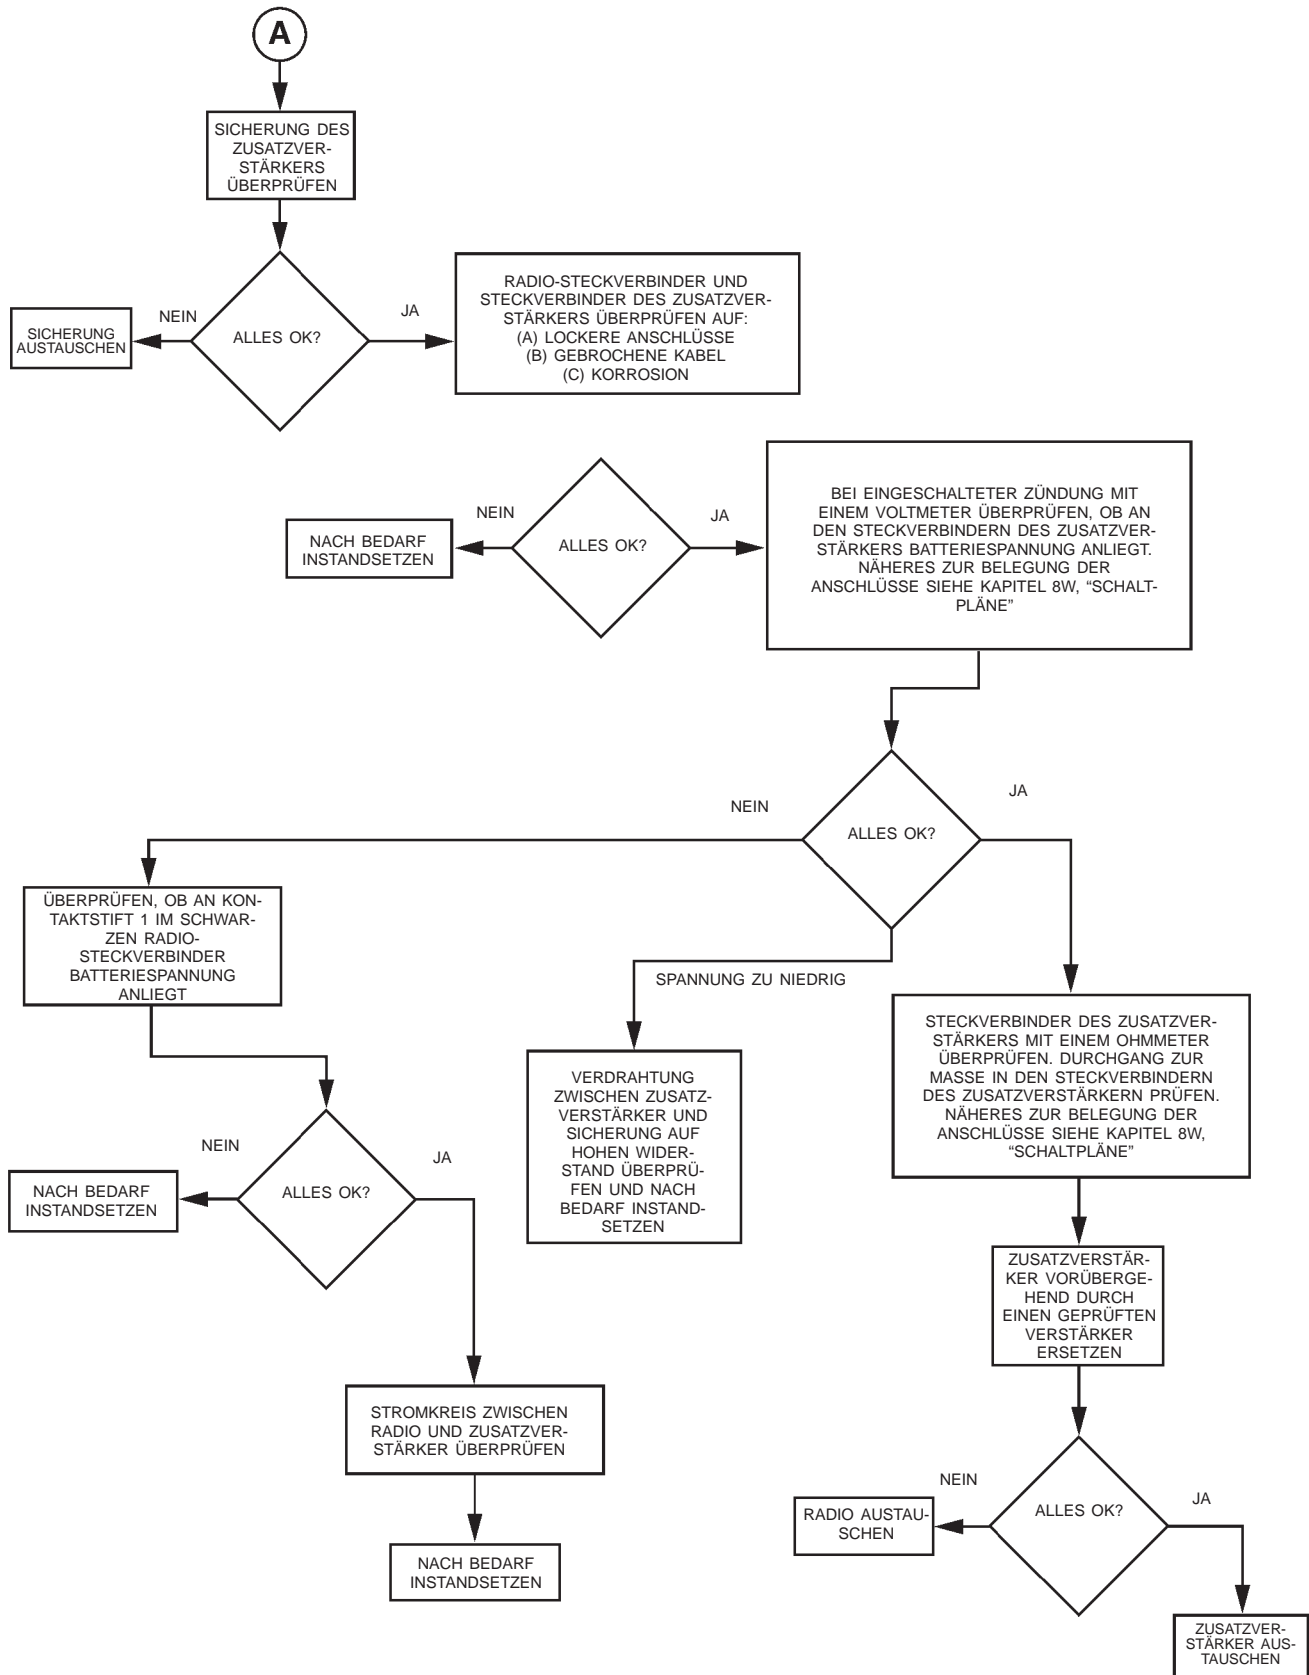 A
SICHERUNG DES
ZUSATZVER-
STÄRKERS
ÜBERPRÜFEN
NEIN
ALLES OK?
JA
SICHERUNG
AUSTAUSCHEN
RADIO-STECKVERBINDER UND
STECKVERBINDER DES ZUSATZVER-
STÄRKERS ÜBERPRÜFEN AUF:
(A) LOCKERE ANSCHLÜSSE
(B) GEBROCHENE KABEL
(C) KORROSION
NEIN
ALLES OK?
JA
NACH BEDARF
INSTANDSETZEN
BEI EINGESCHALTETER ZÜNDUNG MIT
EINEM VOLTMETER ÜBERPRÜFEN, OB AN
DEN STECKVERBINDERN DES ZUSATZVER-
STÄRKERS BATTERIESPANNUNG ANLIEGT.
NÄHERES ZUR BELEGUNG DER
ANSCHLÜSSE SIEHE KAPITEL 8W, “SCHALT-
PLÄNE”
NEIN
ALLES OK?
JA
ÜBERPRÜFEN, OB AN KON-
TAKTSTIFT 1 IM SCHWAR-
ZEN RADIO-
STECKVERBINDER
BATTERIESPANNUNG
ANLIEGT
SPANNUNG ZU NIEDRIG
VERDRAHTUNG
ZWISCHEN ZUSATZ-
VERSTÄRKER UND
SICHERUNG AUF
HOHEN WIDER-
STAND ÜBERPRÜ-
FEN UND NACH
BEDARF INSTAND-
SETZEN
STECKVERBINDER DES ZUSATZVER-
STÄRKERS MIT EINEM OHMMETER
ÜBERPRÜFEN. DURCHGANG ZUR
MASSE IN DEN STECKVERBINDERN
DES ZUSATZVERSTÄRKERN PRÜFEN.
NÄHERES ZUR BELEGUNG DER
ANSCHLÜSSE SIEHE KAPITEL 8W,
“SCHALTPLÄNE”
NEIN
ALLES OK?
JA
NACH BEDARF
INSTANDSETZEN
ZUSATZVERSTÄR-
KER VORÜBERGE-
HEND DURCH
EINEN GEPRÜFTEN
VERSTÄRKER
ERSETZEN
STROMKREIS ZWISCHEN
RADIO UND ZUSATZVER-
STÄRKER ÜBERPRÜFEN
NACH BEDARF
INSTANDSETZEN
NEIN
ALLES OK?
JA
RADIO AUSTAU-
SCHEN
ZUSATZVER-
STÄRKER AUS-
TAUSCHEN